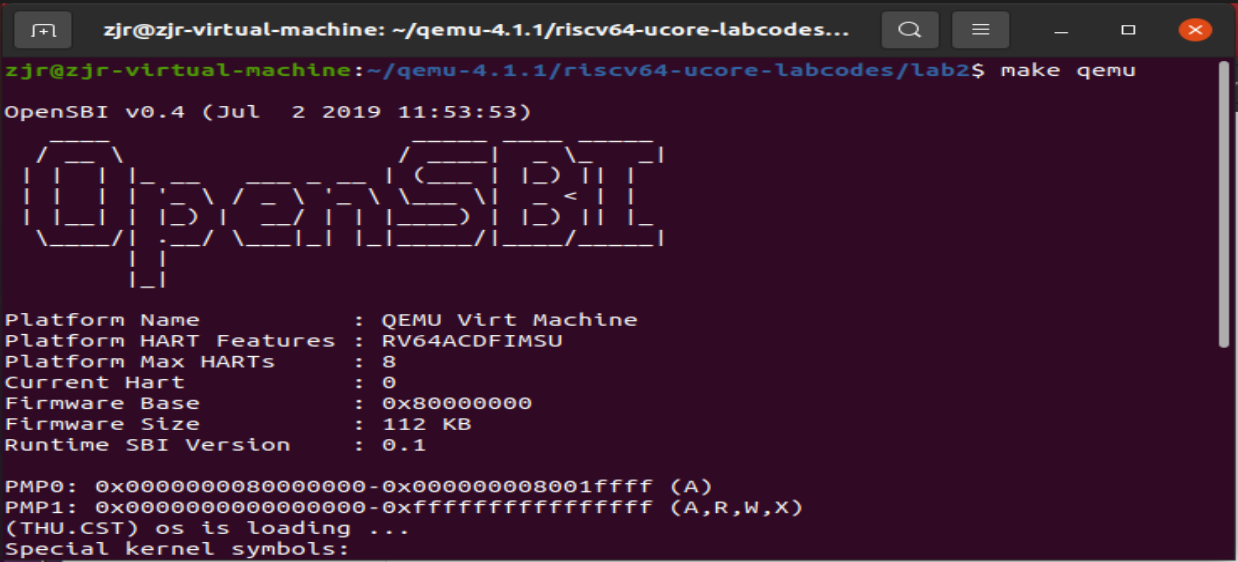 zjr@zjr-virtual-machine: ~/qemu-4.1.1/riscv64-ucore-labcodes...
zjr@zjr-virtual-machine:~/qemu-4.1.1/riscv64-ucore-labcodes/lab2$ make qemu
OpenSBI v0.4 (Jul  2 2019 11:53:53)
OpenSBI
Platform Name          : QEMU Virt Machine
Platform HART Features : RV64ACDFIMSU
Platform Max HARTs     : 8
Current Hart           : 0
Firmware Base          : 0x80000000
Firmware Size          : 112 KB
Runtime SBI Version    : 0.1
PMP0: 0x0000000080000000-0x000000008001ffff (A)
PMP1: 0x0000000000000000-0xffffffffffffffff (A,R,W,X)
(THU.CST) os is loading ...
Special kernel symbols: